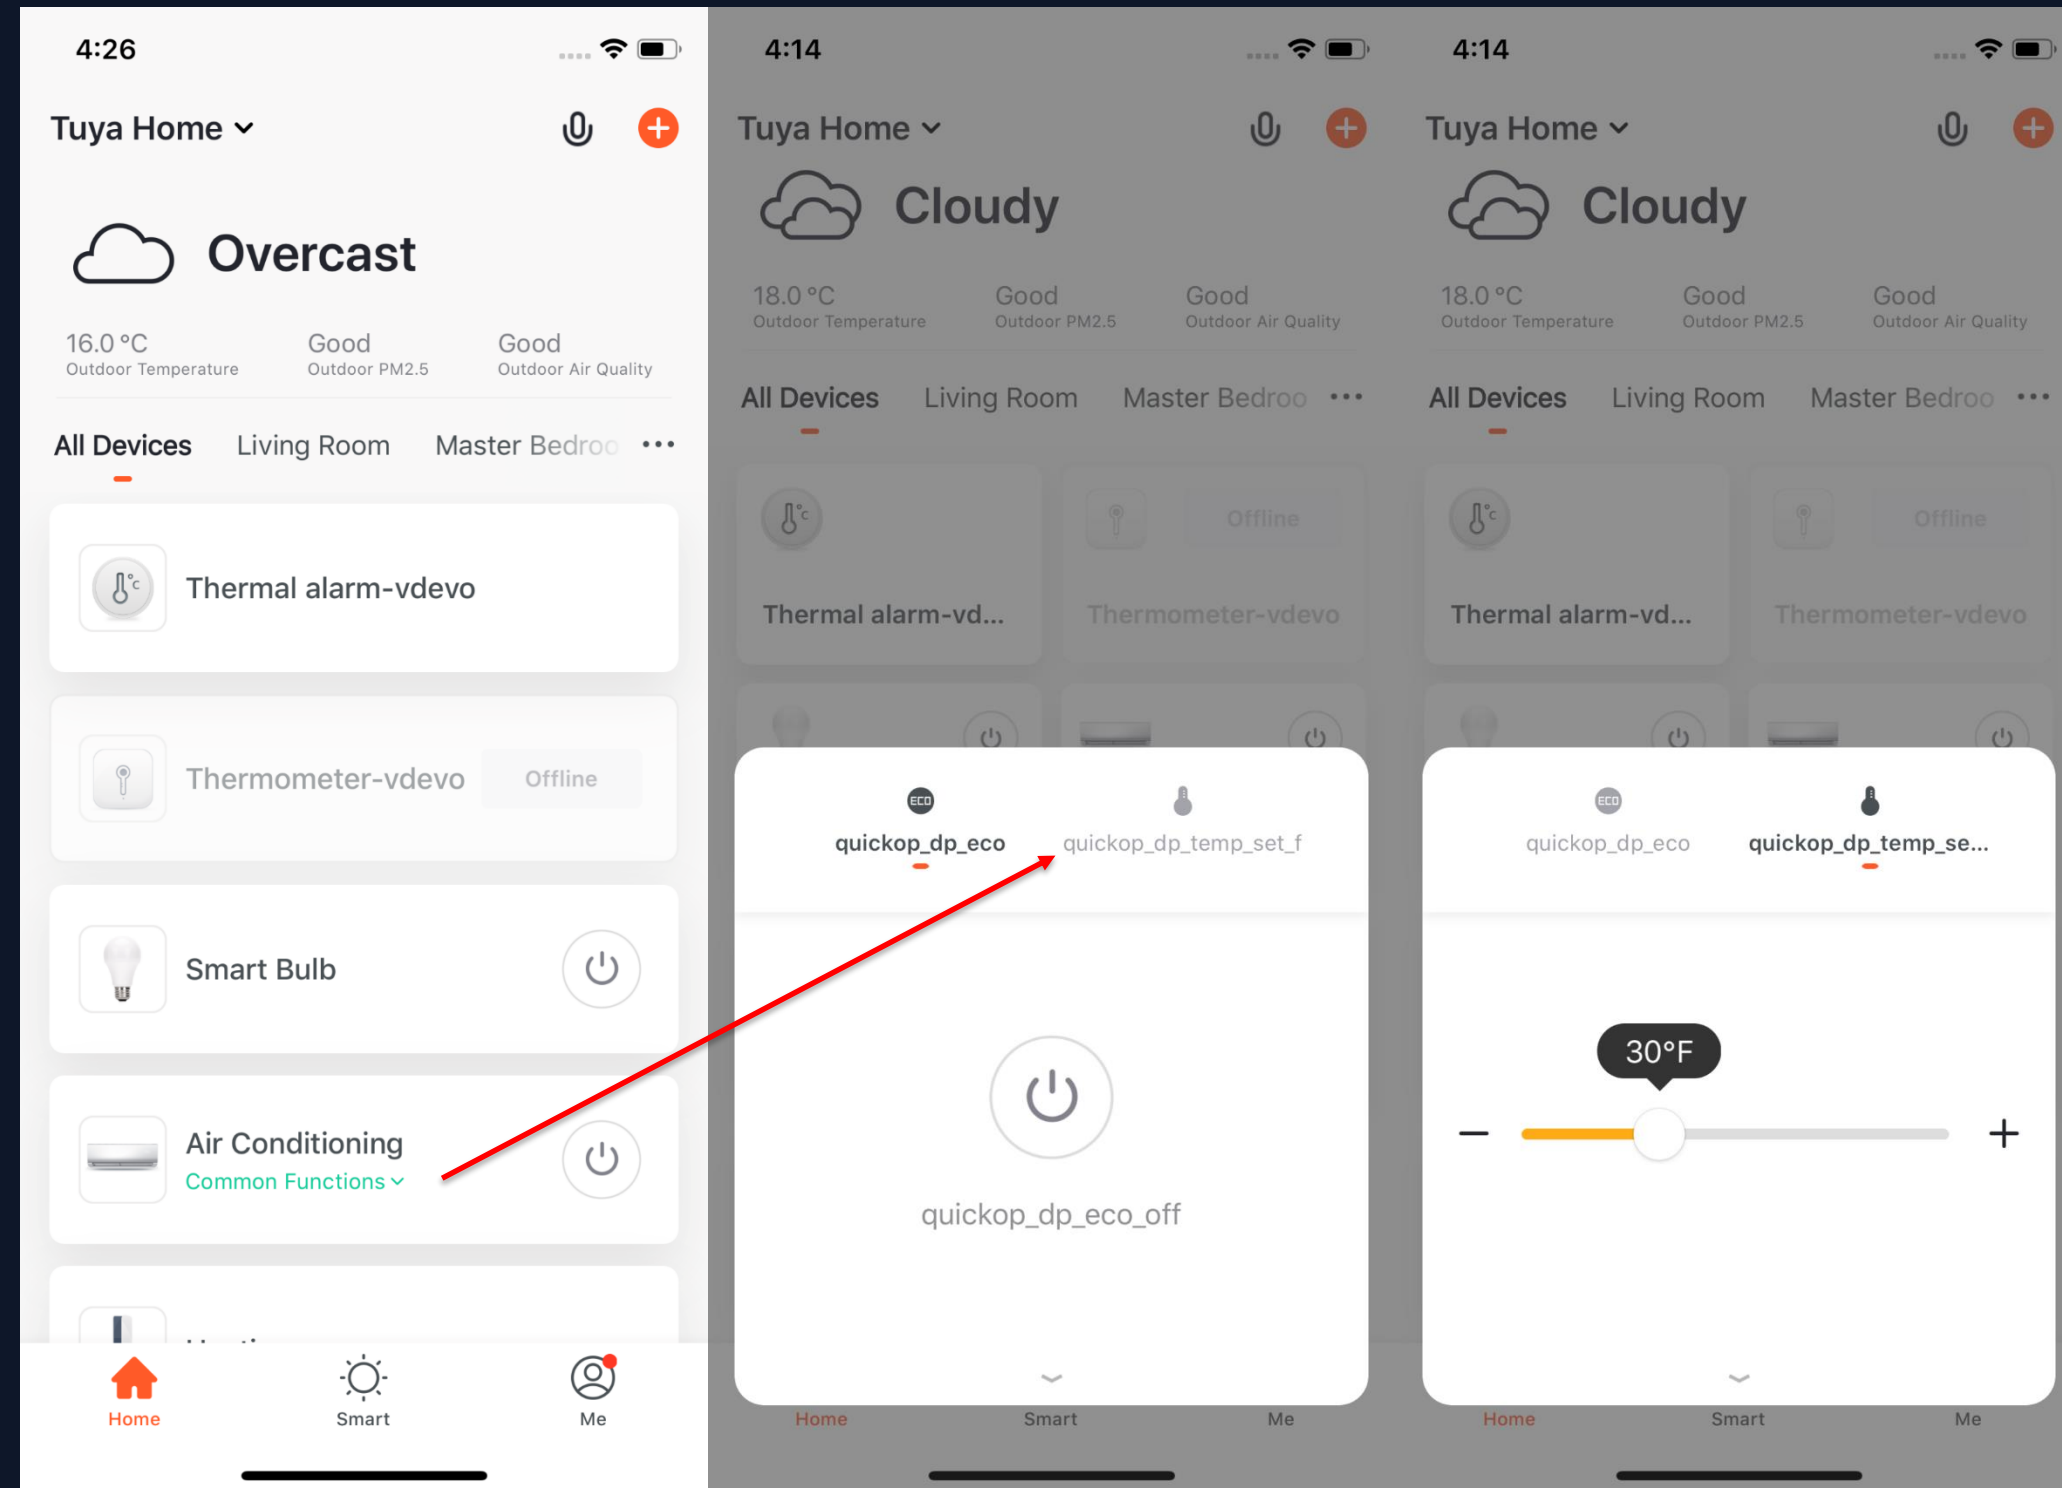 4:26
Tuya Home
Overcast
16.0 °C
Good
Good
Outdoor Temperature
Outdoor PM2.5
Outdoor Air Quality
All Devices
Living Room
Master Bedroo
°c
Thermal alarm-vdevo
Thermometer-vdevo
Offline
Smart Bulb
Air Conditioning
Common Functions
Home
Smart
Me
4:14
Tuya Home
Cloudy
18.0 °C
Good
Good
Outdoor Temperature
Outdoor PM2.5
Outdoor Air Quality
All Devices
Living Room
Master Bedroo
°c
Offline
Thermal alarm-vd...
Thermometer-vdevo
ECO
quickop_dp_eco
quickop_dp_temp_set_f
quickop_dp_eco_off
Home
Smart
Me
4:14
Tuya Home
Cloudy
18.0 °C
Good
Good
Outdoor Temperature
Outdoor PM2.5
Outdoor Air Quality
All Devices
Living Room
Master Bedroo
°c
Offline
Thermal alarm-vd...
Thermometer-vdevo
ECO
quickop_dp_eco
quickop_dp_temp_se...
30°F
Home
Smart
Me